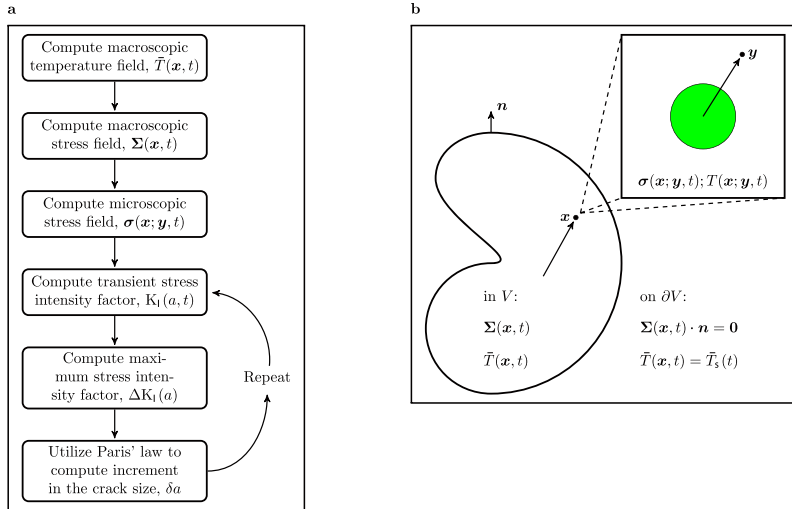 a
Compute macroscopic
temperature field, T̄(x, t)
Compute macroscopic
stress field, Σ(x, t)
Compute microscopic
stress field, σ(x; y, t)
Compute transient stress
intensity factor, K_I(a, t)
Compute maxi-
mum stress inten-
sity factor, ΔK_I(a)
Repeat
Utilize Paris' law to
compute increment
in the crack size, δa
b
n
y
σ(x; y, t); T(x; y, t)
x
in V:
Σ(x, t)
T̄(x, t)
on ∂V:
Σ(x, t) · n = 0
T̄(x, t) = T̄_s(t)